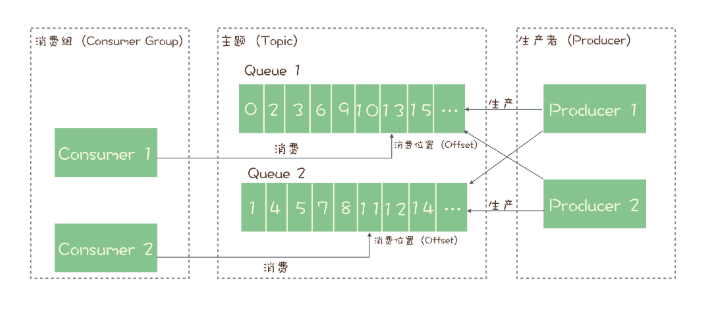 消费组 (Consumer Group)
主题 (Topic)
生产者 (Producer)
Queue 1
0 2 3 6 9 10 13 15 ...
生产
Producer 1
Consumer 1
消费
消费位置 (Offset)
Queue 2
1 4 5 7 8 11 12 14 ...
生产
Producer 2
消费位置 (Offset)
Consumer 2
消费